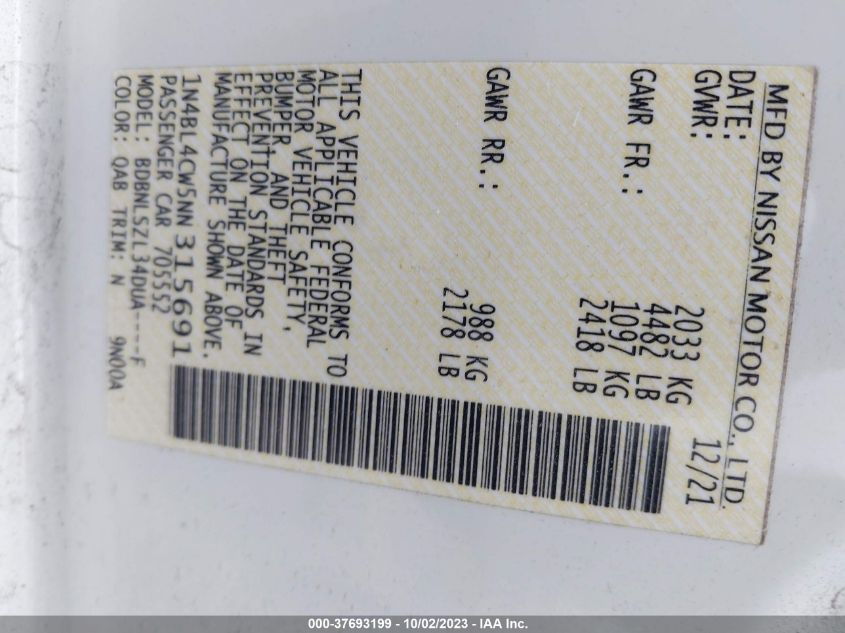 MFD BY NISSAN MOTOR CO., LTD.
DATE: 12/21
GVWR: 2033 KG
4482 LB
GAWR FR.: 1097 KG
2418 LB
GAWR RR.: 988 KG
2178 LB
THIS VEHICLE CONFORMS TO
ALL APPLICABLE FEDERAL
MOTOR VEHICLE SAFETY,
BUMPER AND THEFT
PREVENTION STANDARDS IN
EFFECT ON THE DATE OF
MANUFACTURE SHOWN ABOVE.
1N4BL4CW5NN315691
PASSENGER CAR 705552
MODEL: BDBNLSZL34DUA----F
COLOR: QAB TRIM: N 9N00A
000-37693199 - 10/02/2023 - IAA Inc.